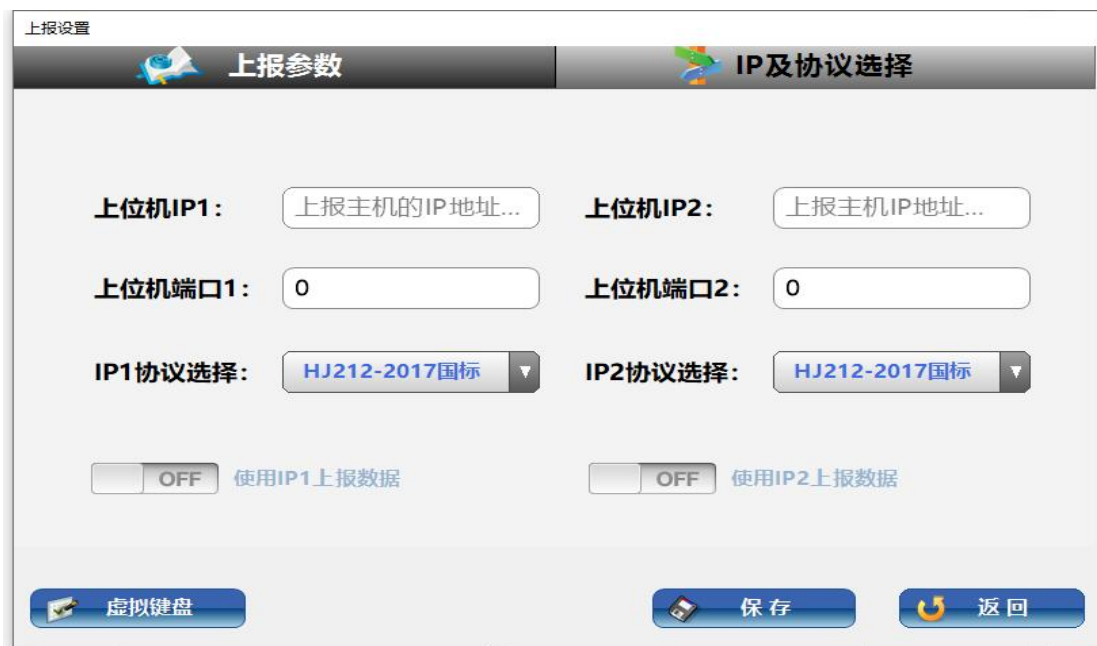 上报设置
上报参数 IP及协议选择
上位机IP1: 上报主机的IP地址... 上位机IP2: 上报主机IP地址...
上位机端口1: 0 上位机端口2: 0
IP1协议选择: HJ212-2017国标 IP2协议选择: HJ212-2017国标
OFF 使用IP1上报数据 OFF 使用IP2上报数据
虚拟键盘 保存 返回